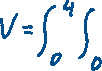 V = ∫₀⁴ ∫₀